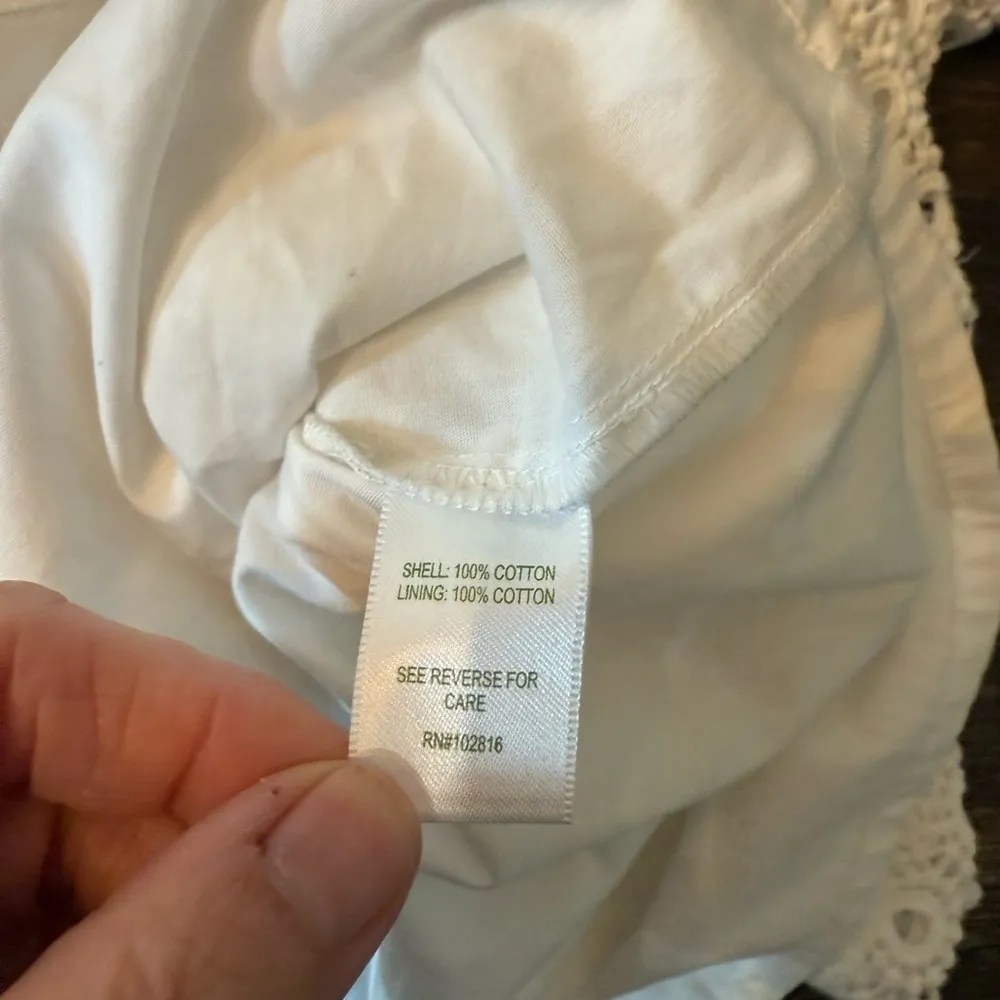 SHELL: 100% COTTON
LINING: 100% COTTON
SEE REVERSE FOR
CARE
RN#102816